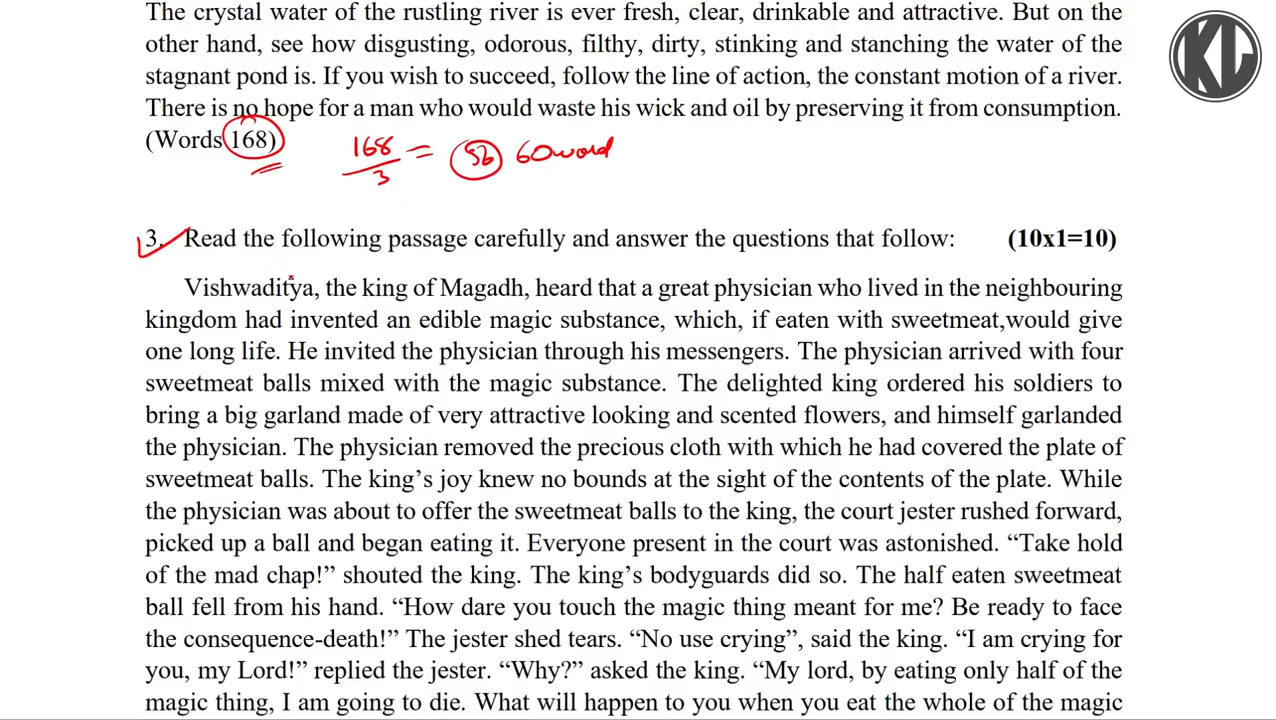 The crystal water of the rustling river is ever fresh, clear, drinkable and attractive. But on the
other hand, see how disgusting, odorous, filthy, dirty, stinking and stanching the water of the
stagnant pond is. If you wish to succeed, follow the line of action, the constant motion of a river.
There is no hope for a man who would waste his wick and oil by preserving it from consumption.
(Words 168)
168/3 = 56 60 word
3. Read the following passage carefully and answer the questions that follow: (10x1=10)
Vishwaditya, the king of Magadh, heard that a great physician who lived in the neighbouring
kingdom had invented an edible magic substance, which, if eaten with sweetmeat,would give
one long life. He invited the physician through his messengers. The physician arrived with four
sweetmeat balls mixed with the magic substance. The delighted king ordered his soldiers to
bring a big garland made of very attractive looking and scented flowers, and himself garlanded
the physician. The physician removed the precious cloth with which he had covered the plate of
sweetmeat balls. The king’s joy knew no bounds at the sight of the contents of the plate. While
the physician was about to offer the sweetmeat balls to the king, the court jester rushed forward,
picked up a ball and began eating it. Everyone present in the court was astonished. “Take hold
of the mad chap!” shouted the king. The king’s bodyguards did so. The half eaten sweetmeat
ball fell from his hand. “How dare you touch the magic thing meant for me? Be ready to face
the consequence-death!” The jester shed tears. “No use crying”, said the king. “I am crying for
you, my Lord!” replied the jester. “Why?” asked the king. “My lord, by eating only half of the
magic thing, I am going to die. What will happen to you when you eat the whole of the magic
KL